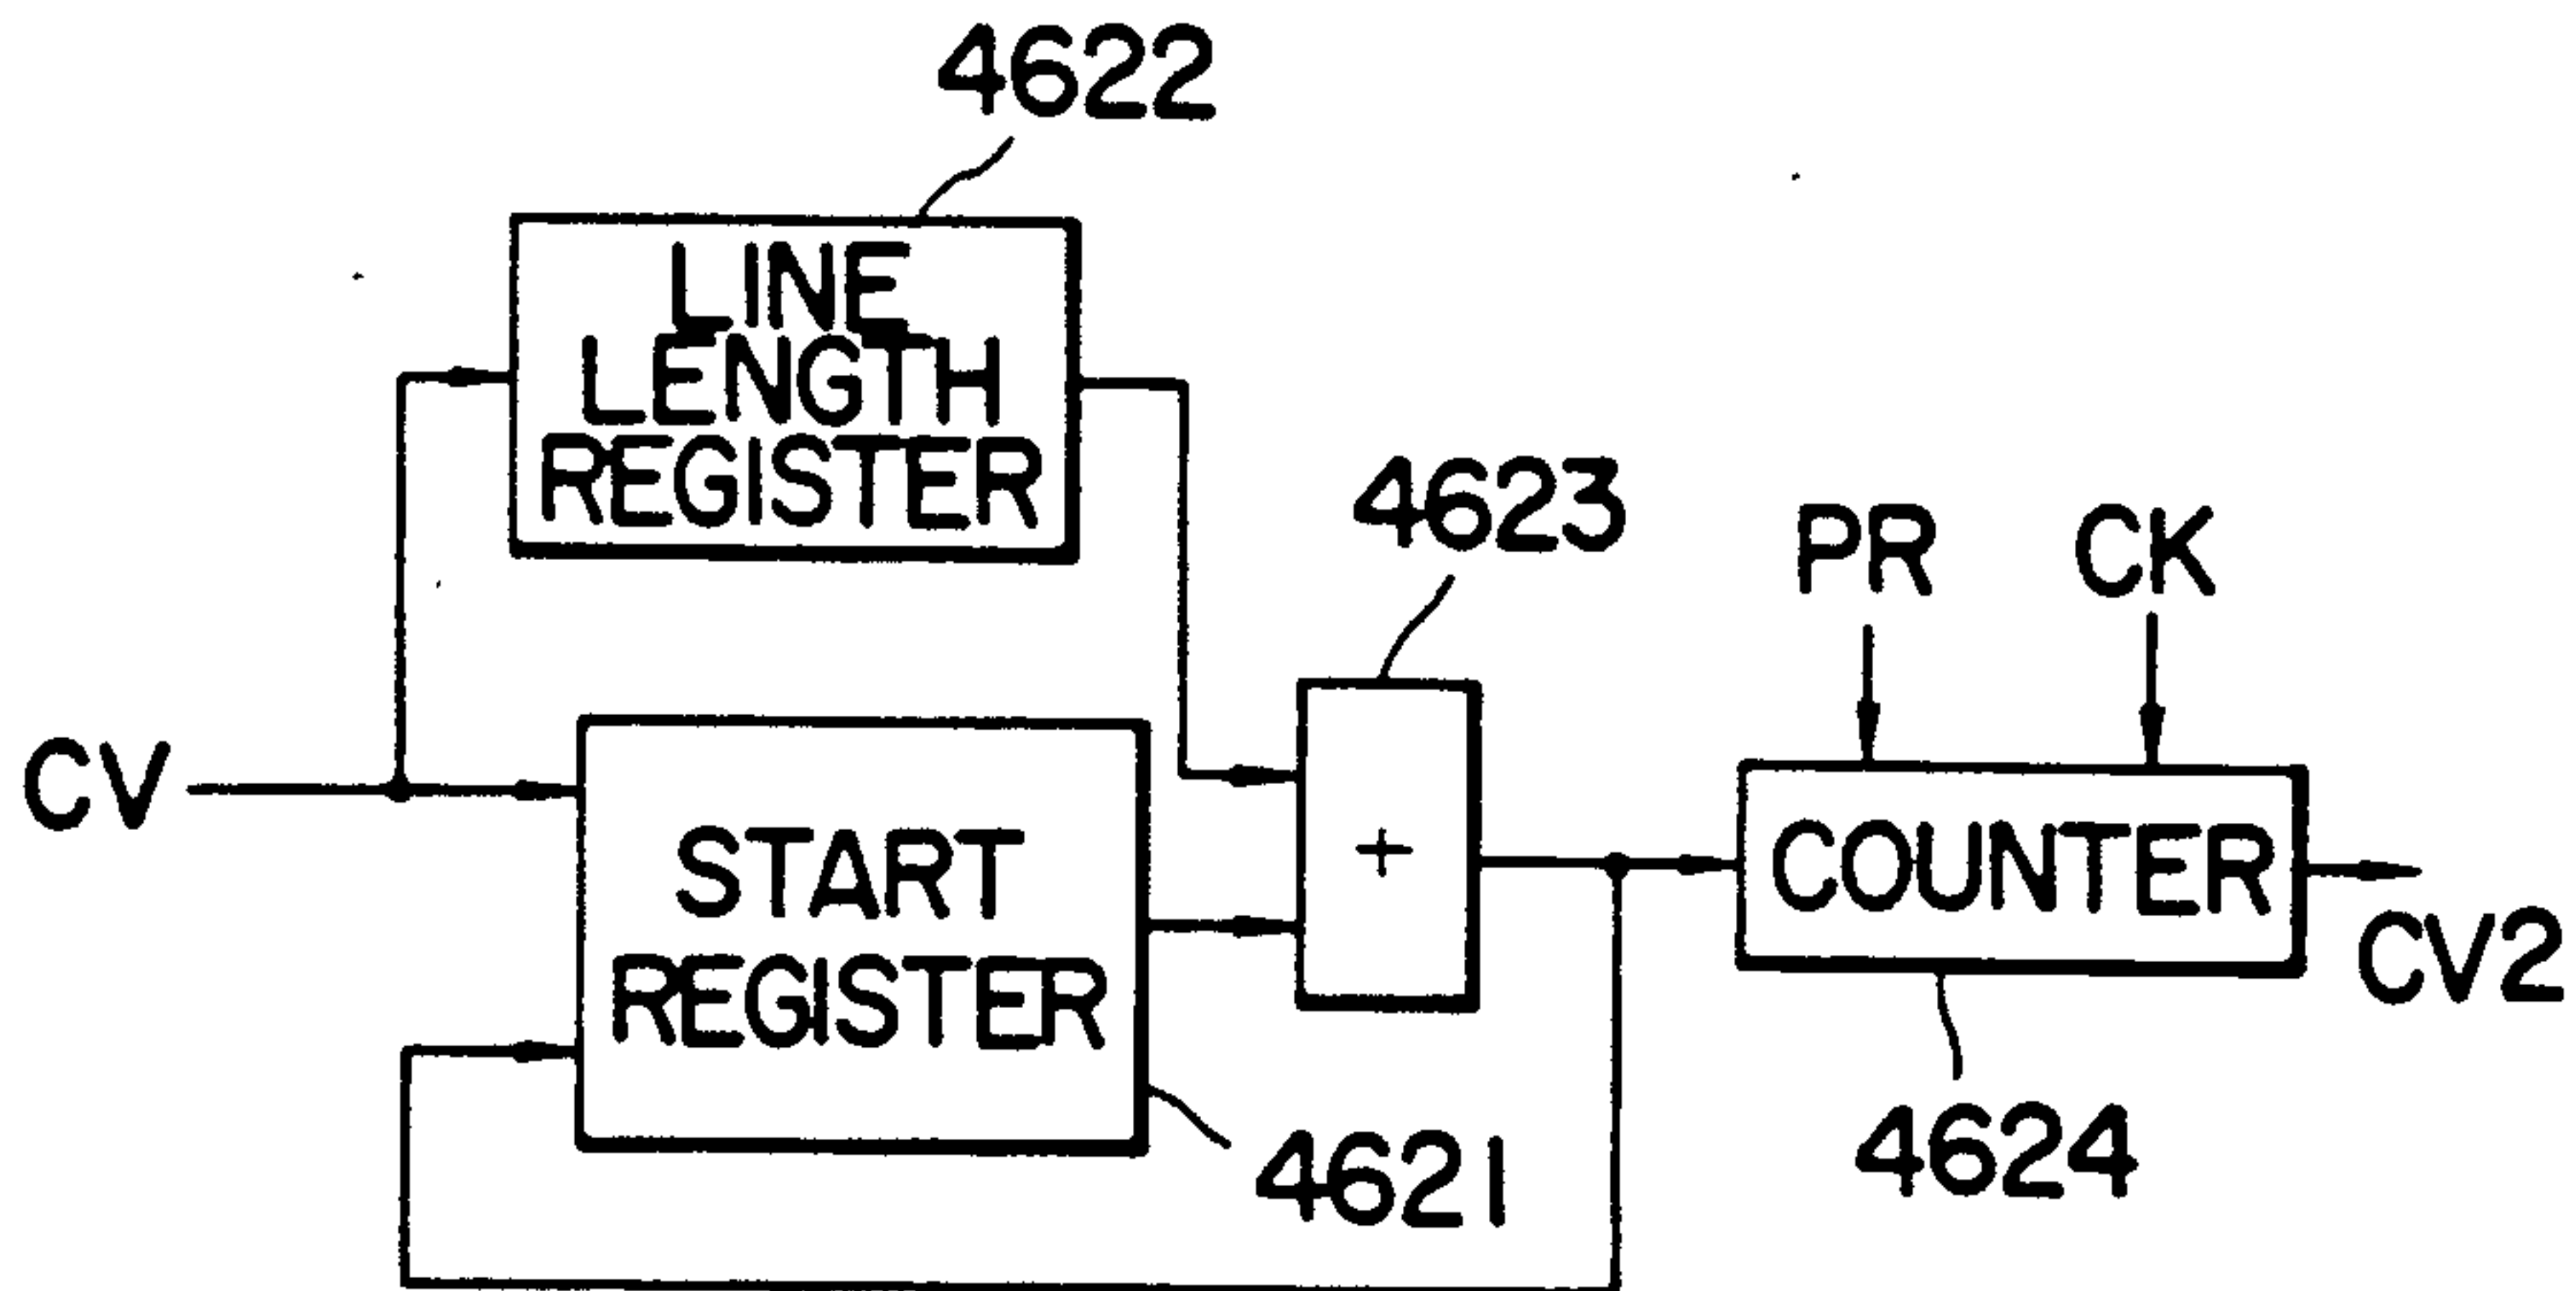 4622
LINE
LENGTH
REGISTER
4623
PR
CK
CV
START
REGISTER
+
COUNTER
CV2
4621
4624